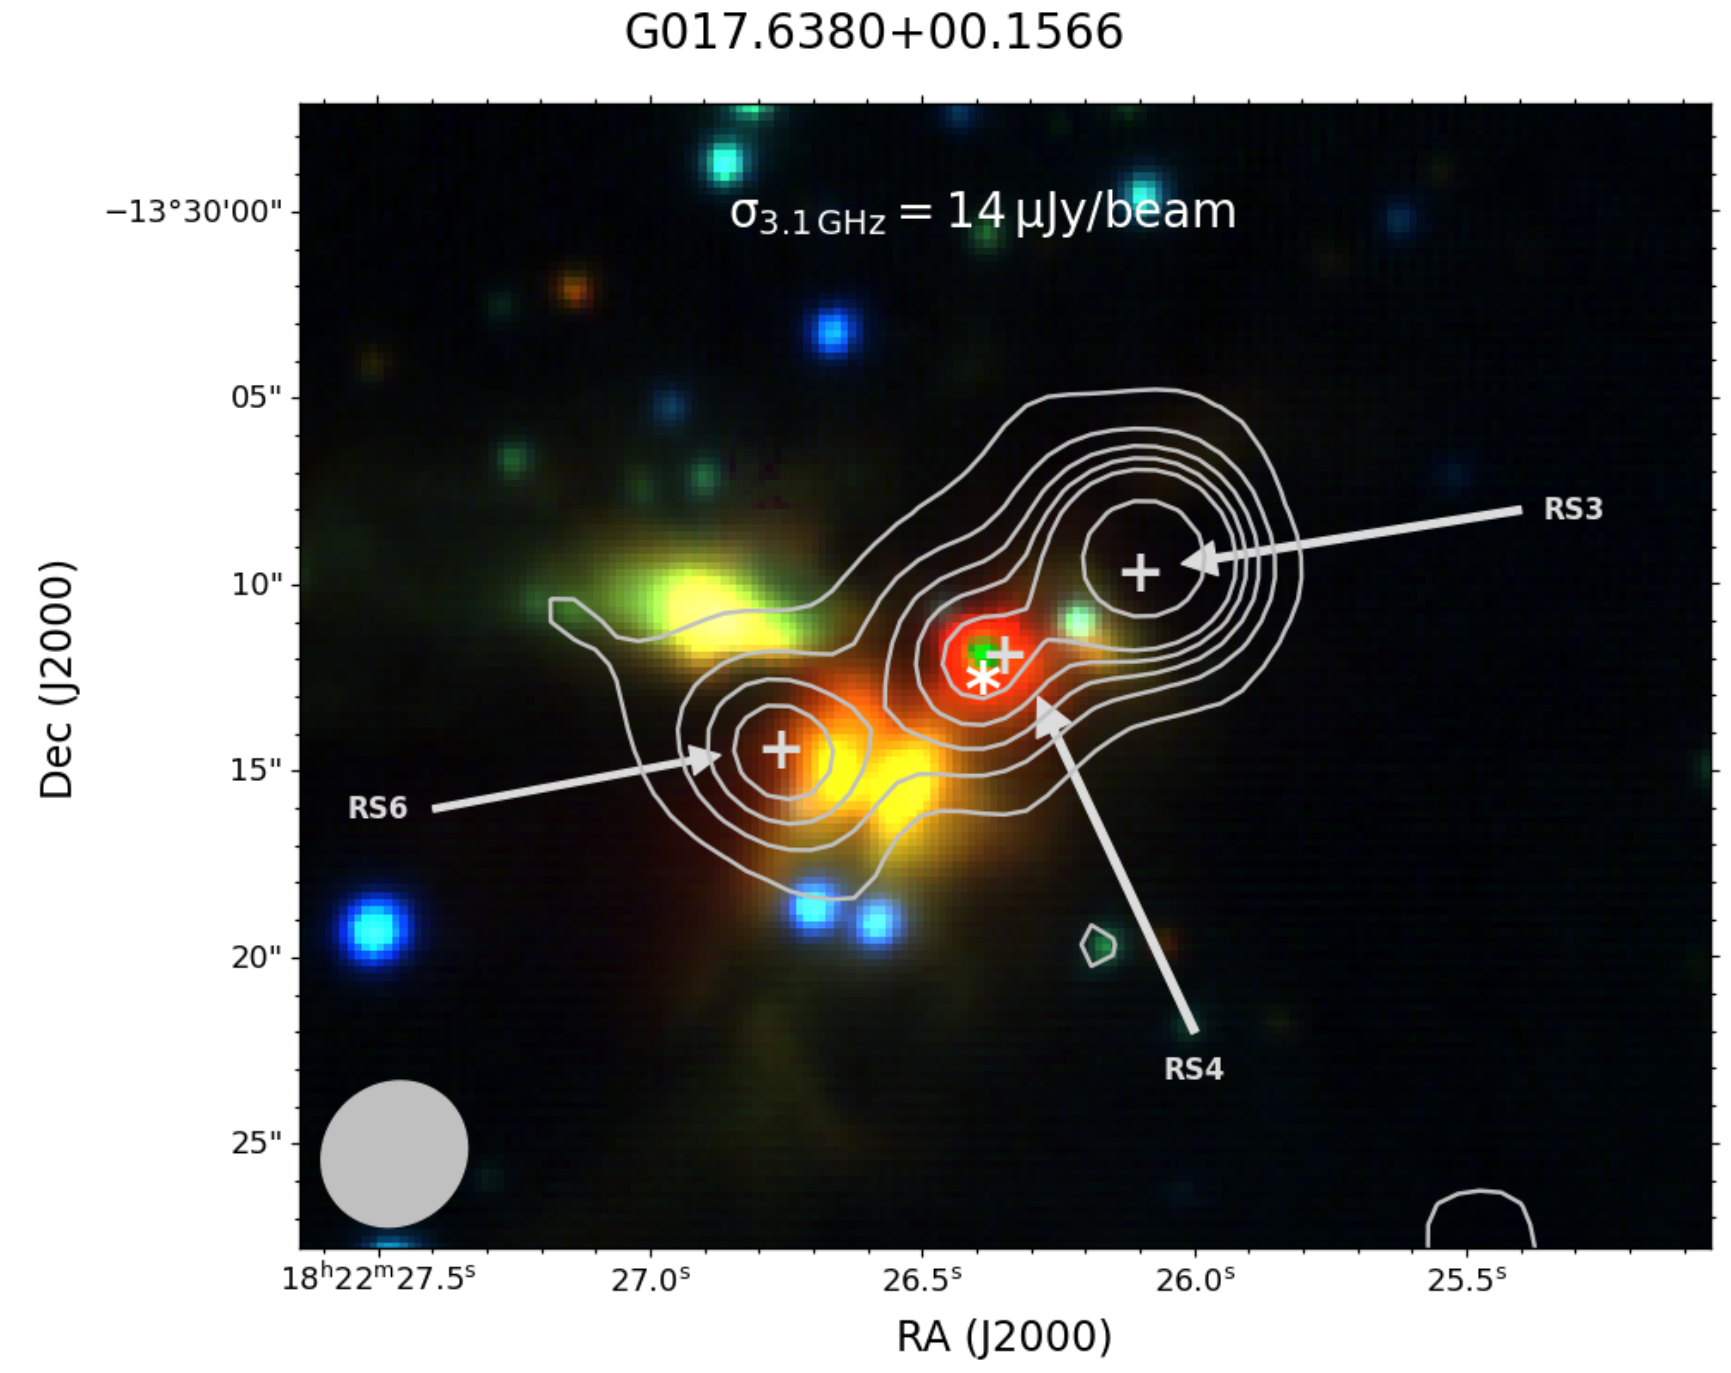 G017.6380+00.1566
σ3.1 GHz = 14 μJy/beam
−13°30'00"
05"
10"
15"
20"
25"
Dec (J2000)
RS3
RS6
RS4
18h22m27.5s
27.0s
26.5s
26.0s
25.5s
RA (J2000)